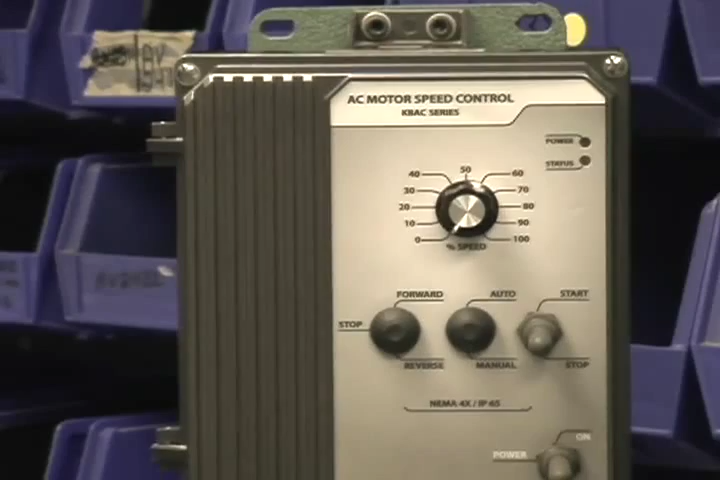 AC MOTOR SPEED CONTROL
KBAC SERIES
POWER
STATUS
50
40 60
30 70
20 80
10 90
0 100
% SPEED
FORWARD AUTO START
STOP
REVERSE MANUAL STOP
NEMA 4X / IP 65
ON
POWER